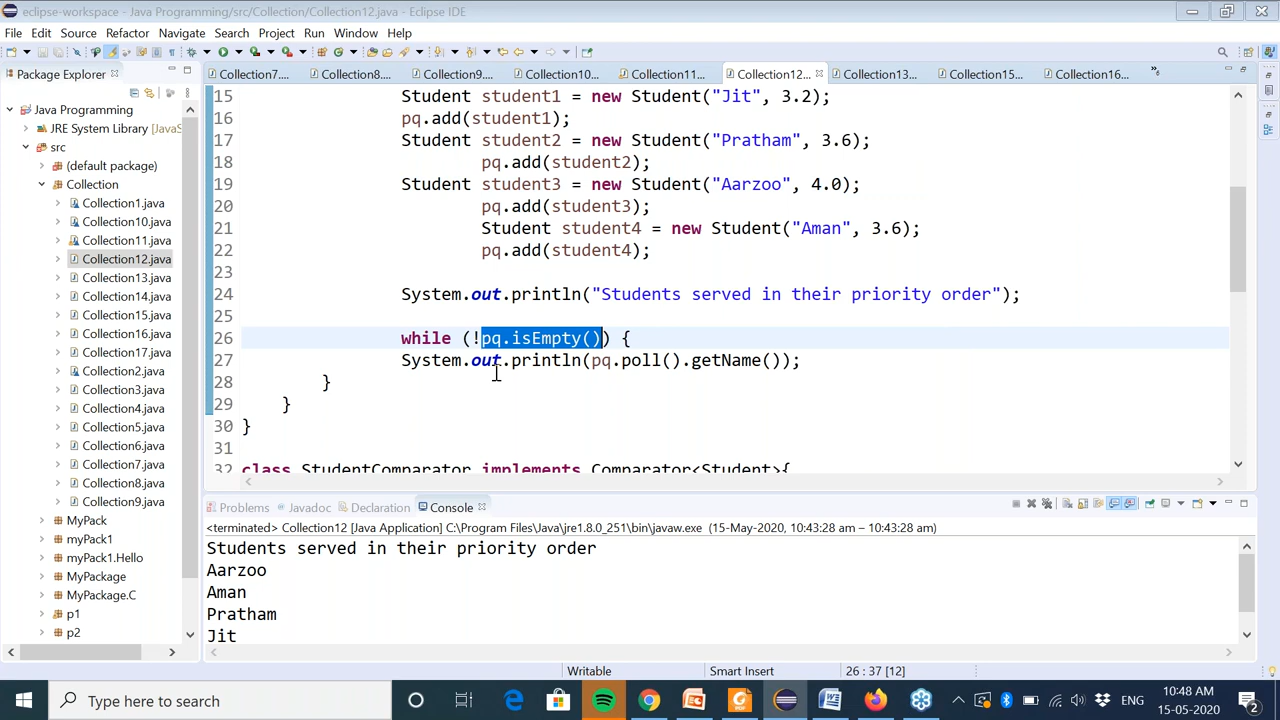 eclipse-workspace - Java Programming/src/Collection/Collection12.java - Eclipse IDE
File Edit Source Refactor Navigate Search Project Run Window Help
Package Explorer
Collection7.... Collection8.... Collection9.... Collection10... Collection11... Collection12... Collection13... Collection15... Collection16...
Java Programming
JRE System Library [JavaS
src
(default package)
Collection
Collection1.java
Collection10.java
Collection11.java
Collection12.java
Collection13.java
Collection14.java
Collection15.java
Collection16.java
Collection17.java
Collection2.java
Collection3.java
Collection4.java
Collection5.java
Collection6.java
Collection7.java
Collection8.java
Collection9.java
MyPack
myPack1
myPack1.Hello
MyPackage
MyPackage.C
p1
p2
15 Student student1 = new Student("Jit", 3.2);
16 pq.add(student1);
17 Student student2 = new Student("Pratham", 3.6);
18 pq.add(student2);
19 Student student3 = new Student("Aarzoo", 4.0);
20 pq.add(student3);
21 Student student4 = new Student("Aman", 3.6);
22 pq.add(student4);
23
24 System.out.println("Students served in their priority order");
25
26 while (!pq.isEmpty()) {
27 System.out.println(pq.poll().getName());
28 }
29 }
30 }
31
32 class StudentComparator implements Comparator<Student>{
Problems Javadoc Declaration Console
<terminated> Collection12 [Java Application] C:\Program Files\Java\jre1.8.0_251\bin\javaw.exe (15-May-2020, 10:43:28 am – 10:43:28 am)
Students served in their priority order
Aarzoo
Aman
Pratham
Jit
Writable Smart Insert 26 : 37 [12]
Type here to search
ENG
10:48 AM
15-05-2020
2